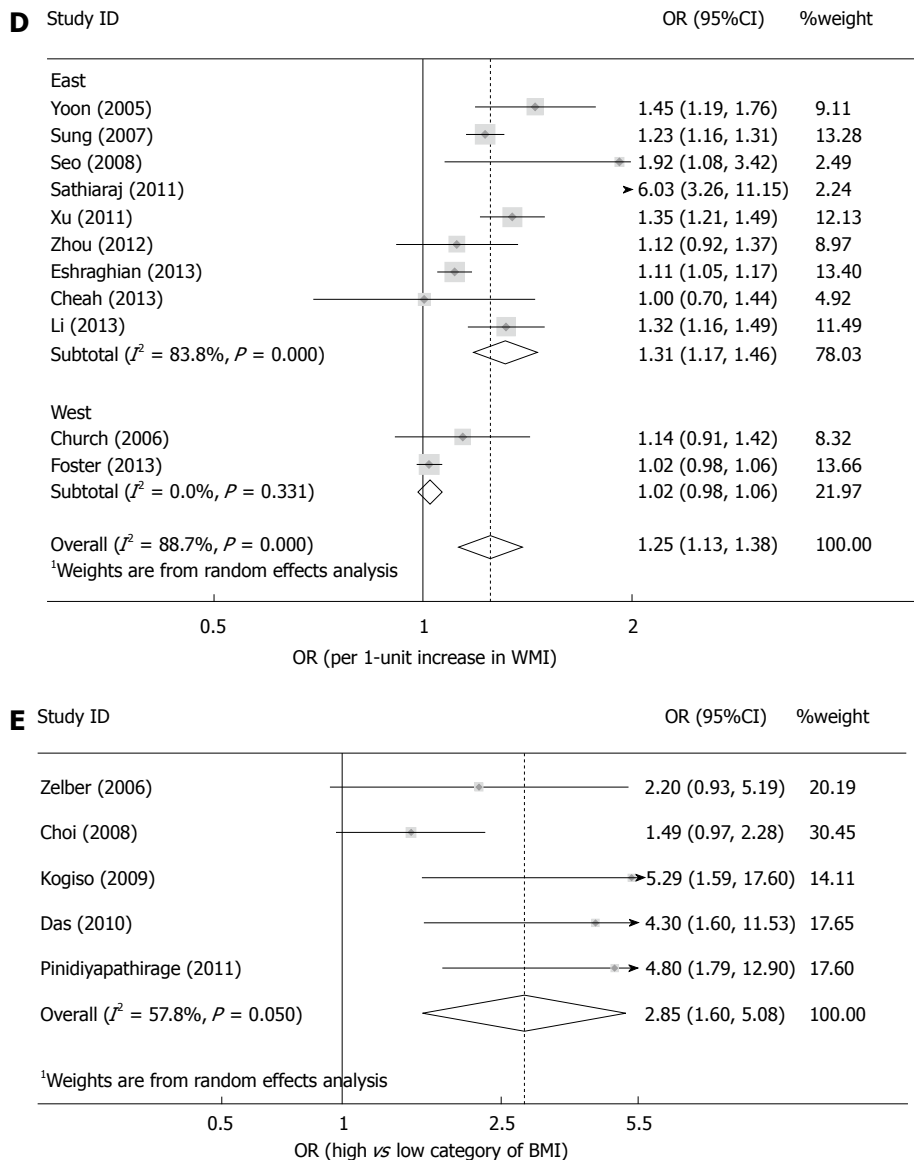 D Study ID OR (95%CI) %weight
East
Yoon (2005) 1.45 (1.19, 1.76) 9.11
Sung (2007) 1.23 (1.16, 1.31) 13.28
Seo (2008) 1.92 (1.08, 3.42) 2.49
Sathiaraj (2011) 6.03 (3.26, 11.15) 2.24
Xu (2011) 1.35 (1.21, 1.49) 12.13
Zhou (2012) 1.12 (0.92, 1.37) 8.97
Eshraghian (2013) 1.11 (1.05, 1.17) 13.40
Cheah (2013) 1.00 (0.70, 1.44) 4.92
Li (2013) 1.32 (1.16, 1.49) 11.49
Subtotal (I² = 83.8%, P = 0.000) 1.31 (1.17, 1.46) 78.03
West
Church (2006) 1.14 (0.91, 1.42) 8.32
Foster (2013) 1.02 (0.98, 1.06) 13.66
Subtotal (I² = 0.0%, P = 0.331) 1.02 (0.98, 1.06) 21.97
Overall (I² = 88.7%, P = 0.000) 1.25 (1.13, 1.38) 100.00
¹Weights are from random effects analysis
0.5 1 2
OR (per 1-unit increase in WMI)
E Study ID OR (95%CI) %weight
Zelber (2006) 2.20 (0.93, 5.19) 20.19
Choi (2008) 1.49 (0.97, 2.28) 30.45
Kogiso (2009) 5.29 (1.59, 17.60) 14.11
Das (2010) 4.30 (1.60, 11.53) 17.65
Pinidiyapathirage (2011) 4.80 (1.79, 12.90) 17.60
Overall (I² = 57.8%, P = 0.050) 2.85 (1.60, 5.08) 100.00
¹Weights are from random effects analysis
0.5 1 2.5 5.5
OR (high vs low category of BMI)